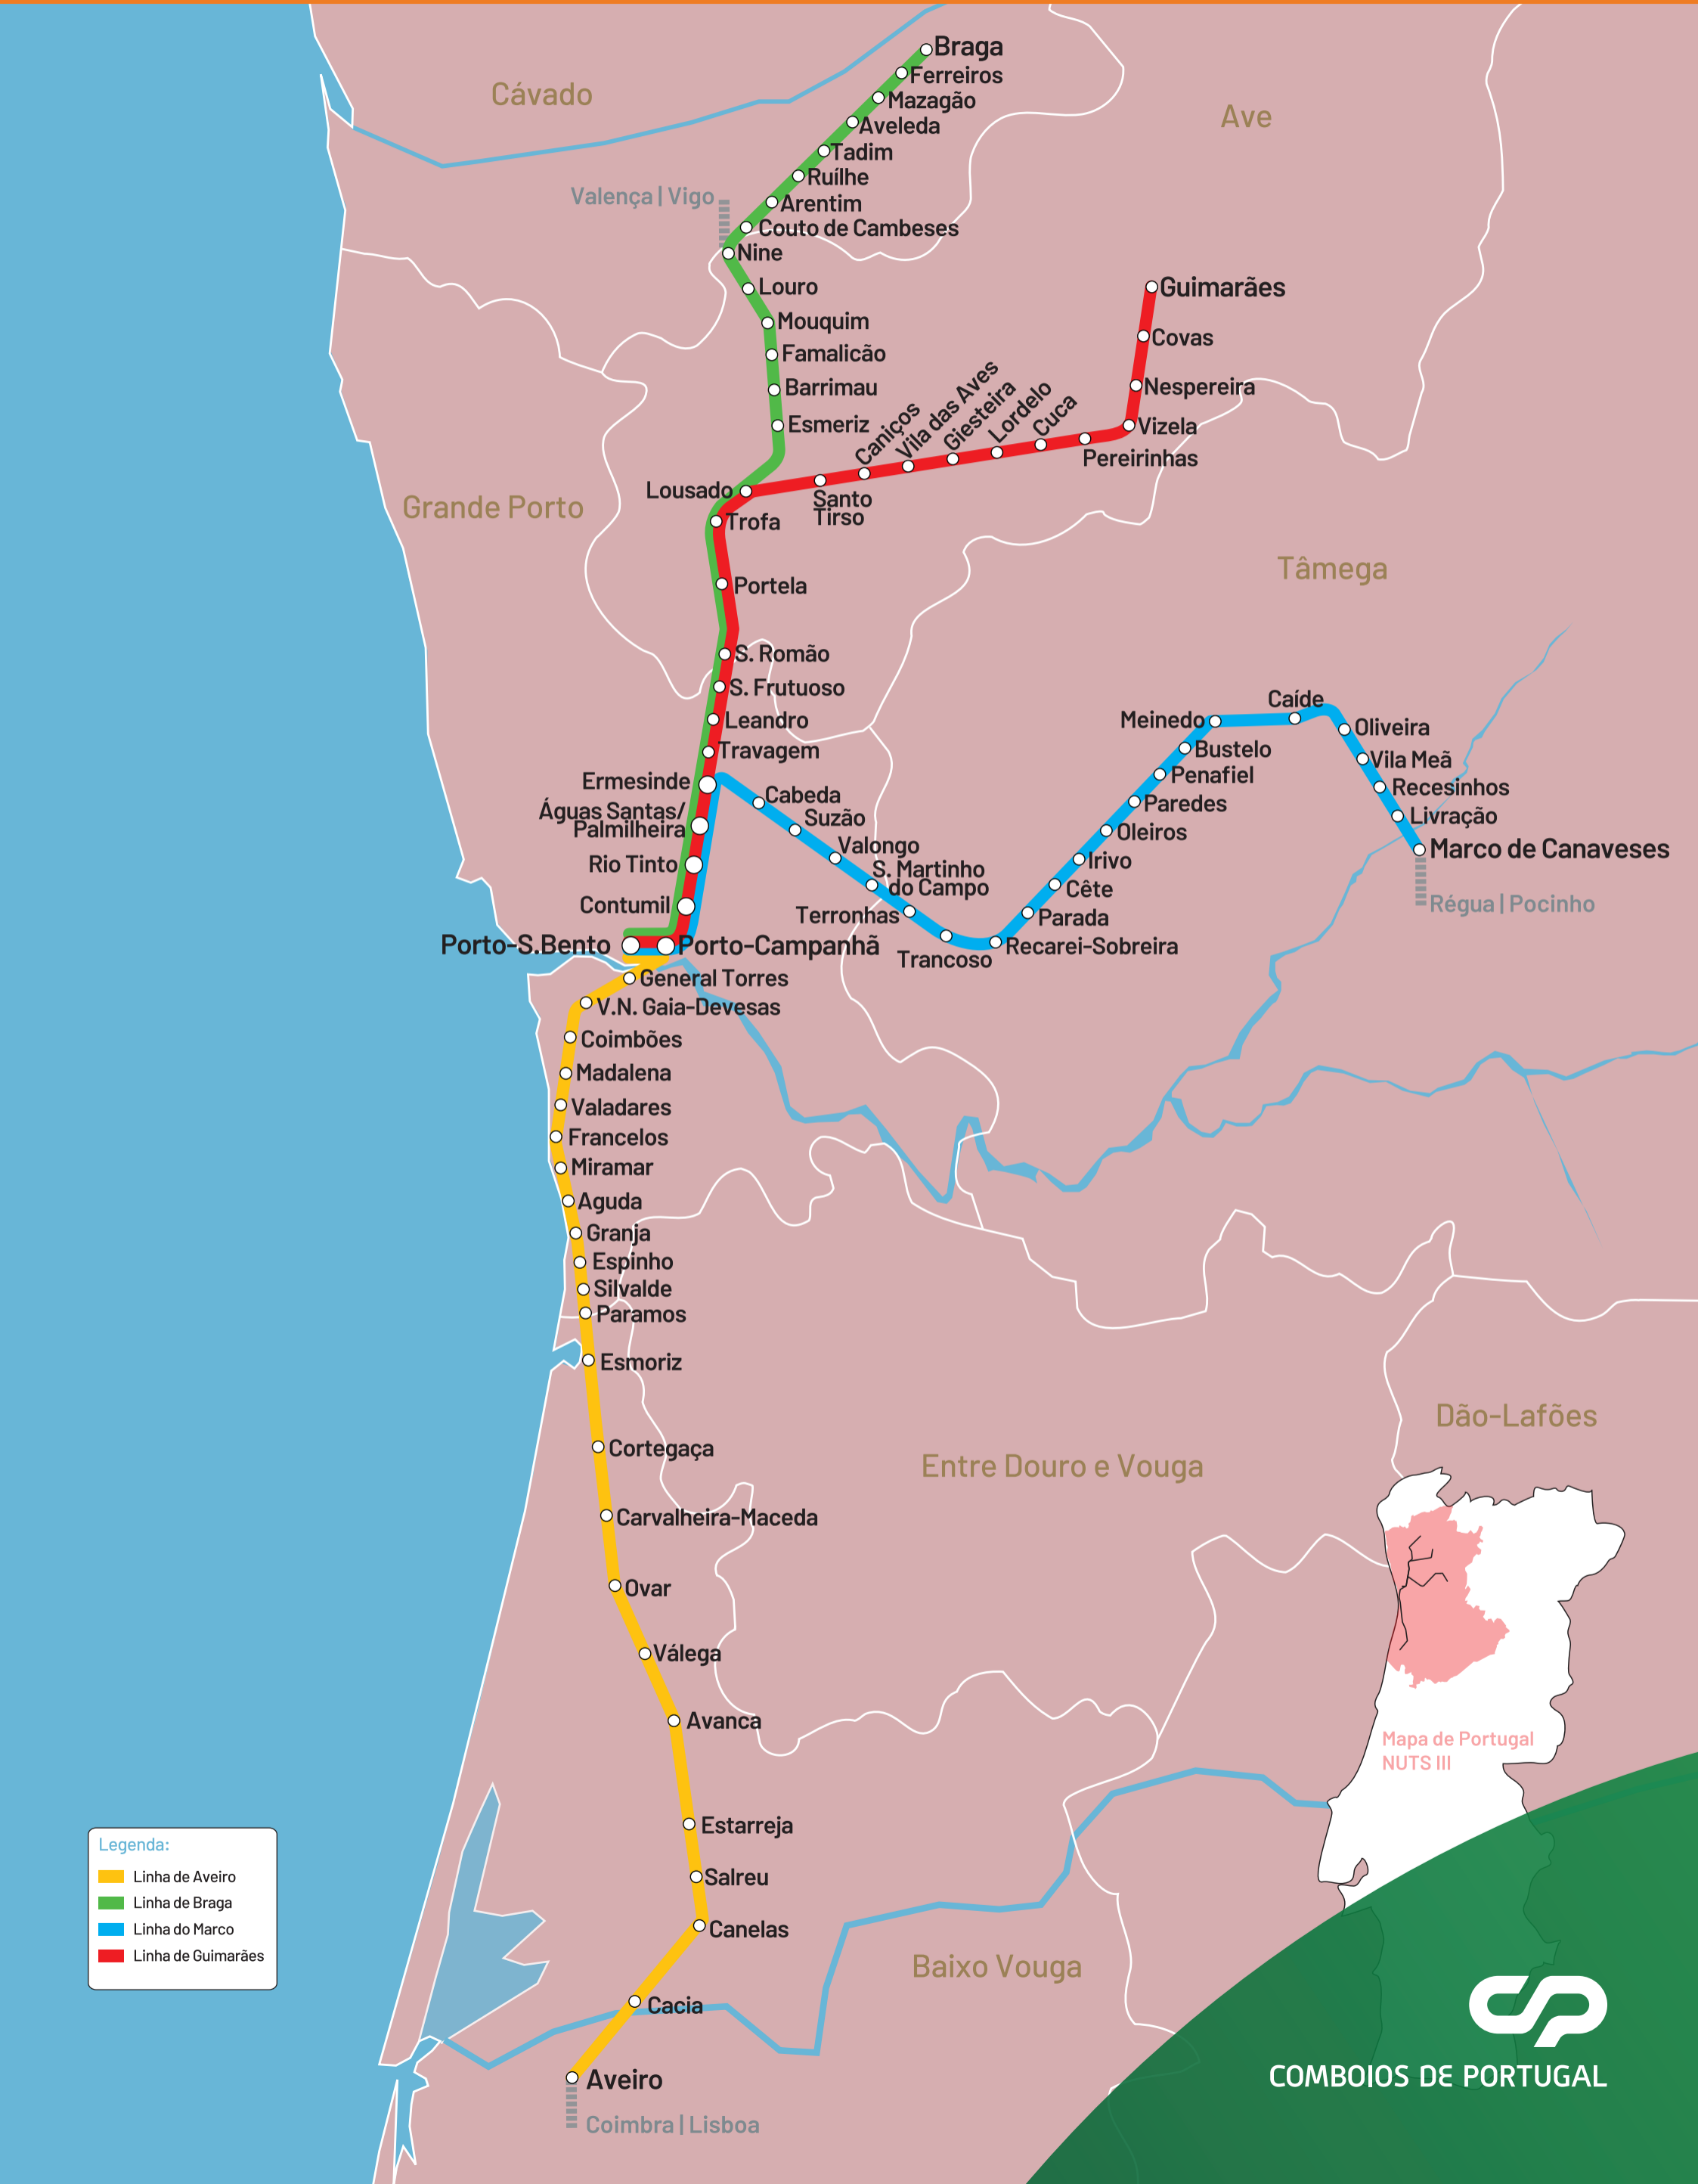 Cávado
Ave
Grande Porto
Tâmega
Entre Douro e Vouga
Dão-Lafões
Baixo Vouga
Braga
Ferreiros
Mazagão
Aveleda
Tadim
Ruílhe
Arentim
Couto de Cambeses
Valença | Vigo
Nine
Louro
Mouquim
Famalicão
Barrimau
Esmeriz
Guimarães
Covas
Nespereira
Vizela
Pereirinhas
Cuca
Lordelo
Giesteira
Vila das Aves
Caniços
Santo
Tirso
Lousado
Trofa
Portela
S. Romão
S. Frutuoso
Leandro
Travagem
Ermesinde
Águas Santas/
Palmilheira
Rio Tinto
Contumil
Porto-S.Bento
Porto-Campanhã
Cabeda
Suzão
Valongo
S. Martinho
do Campo
Terronhas
Trancoso
Recarei-Sobreira
Parada
Cête
Irivo
Oleiros
Paredes
Penafiel
Bustelo
Meinedo
Caíde
Oliveira
Vila Meã
Recesinhos
Livração
Marco de Canaveses
Régua | Pocinho
General Torres
V.N. Gaia-Devesas
Coimbões
Madalena
Valadares
Francelos
Miramar
Aguda
Granja
Espinho
Silvalde
Paramos
Esmoriz
Cortegaça
Carvalheira-Maceda
Ovar
Válega
Avanca
Estarreja
Salreu
Canelas
Cacia
Aveiro
Coimbra | Lisboa
Mapa de Portugal
NUTS III
Legenda:
Linha de Aveiro
Linha de Braga
Linha do Marco
Linha de Guimarães
cp
COMBOIOS DE PORTUGAL